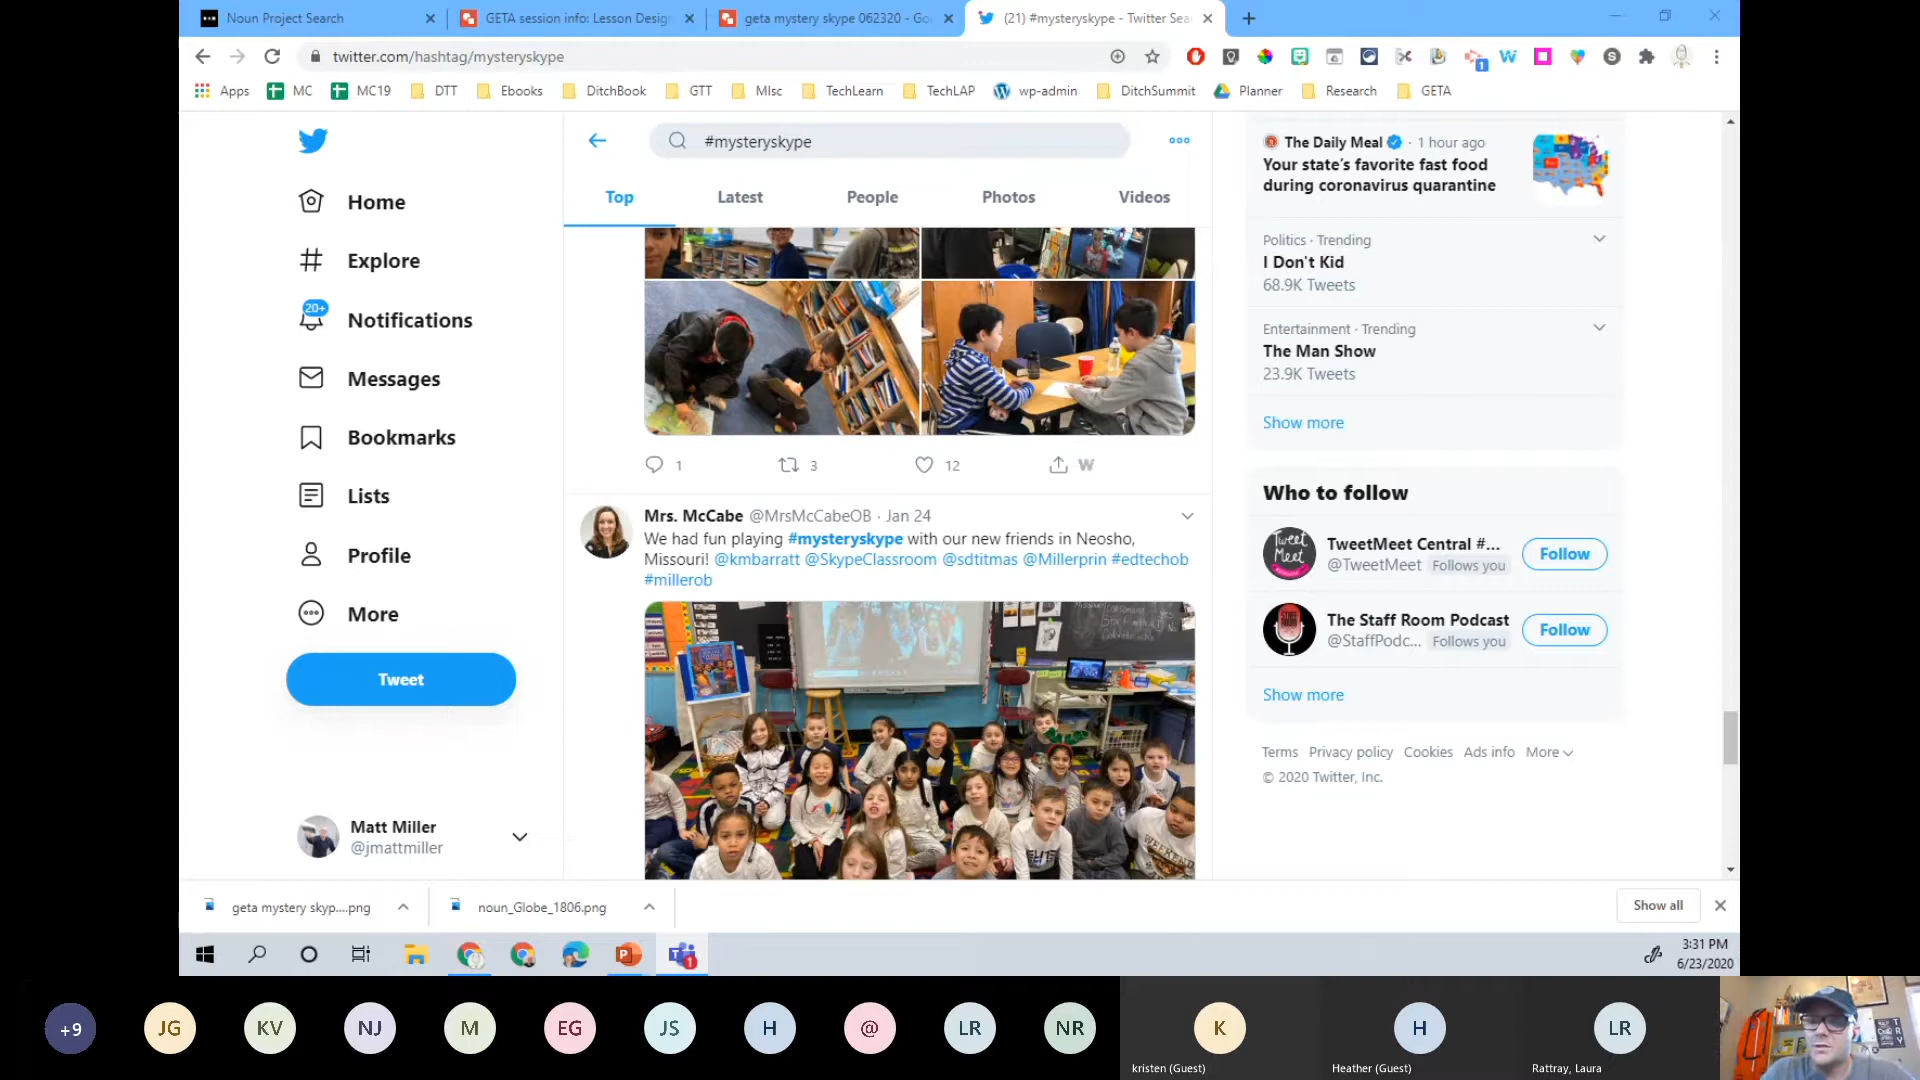 Noun Project Search
GETA session info: Lesson Desig
geta mystery skype 062320 - Go
(21) #mysteryskype - Twitter Sea
twitter.com/hashtag/mysteryskype
Apps
MC
MC19
DTT
Ebooks
DitchBook
GTT
MIsc
TechLearn
TechLAP
wp-admin
DitchSummit
Planner
Research
GETA
Home
Explore
20+
Notifications
Messages
Bookmarks
Lists
Profile
More
Tweet
Matt Miller
@jmattmiller
#mysteryskype
Top
Latest
People
Photos
Videos
1
3
12
W
Mrs. McCabe @MrsMcCabeOB · Jan 24
We had fun playing #mysteryskype with our new friends in Neosho,
Missouri! @kmbarratt @SkypeClassroom @sdtitmas @Millerprin #edtechob
#millerob
The Daily Meal · 1 hour ago
Your state's favorite fast food
during coronavirus quarantine
Politics · Trending
I Don't Kid
68.9K Tweets
Entertainment · Trending
The Man Show
23.9K Tweets
Show more
Who to follow
TweetMeet Central #...
@TweetMeet Follows you
Follow
The Staff Room Podcast
@StaffPodc... Follows you
Follow
Show more
Terms Privacy policy Cookies Ads info More
© 2020 Twitter, Inc.
geta mystery skyp....png
noun_Globe_1806.png
Show all
3:31 PM
6/23/2020
+9
JG
KV
NJ
M
EG
JS
H
@
LR
NR
K
kristen (Guest)
H
Heather (Guest)
LR
Rattray, Laura